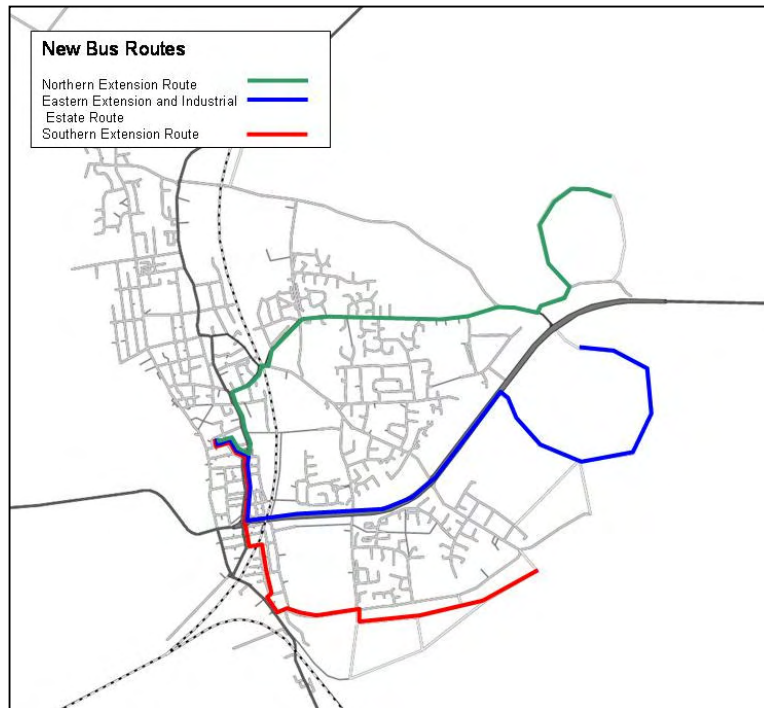 New Bus Routes
Northern Extension Route
Eastern Extension and Industrial
Estate Route
Southern Extension Route